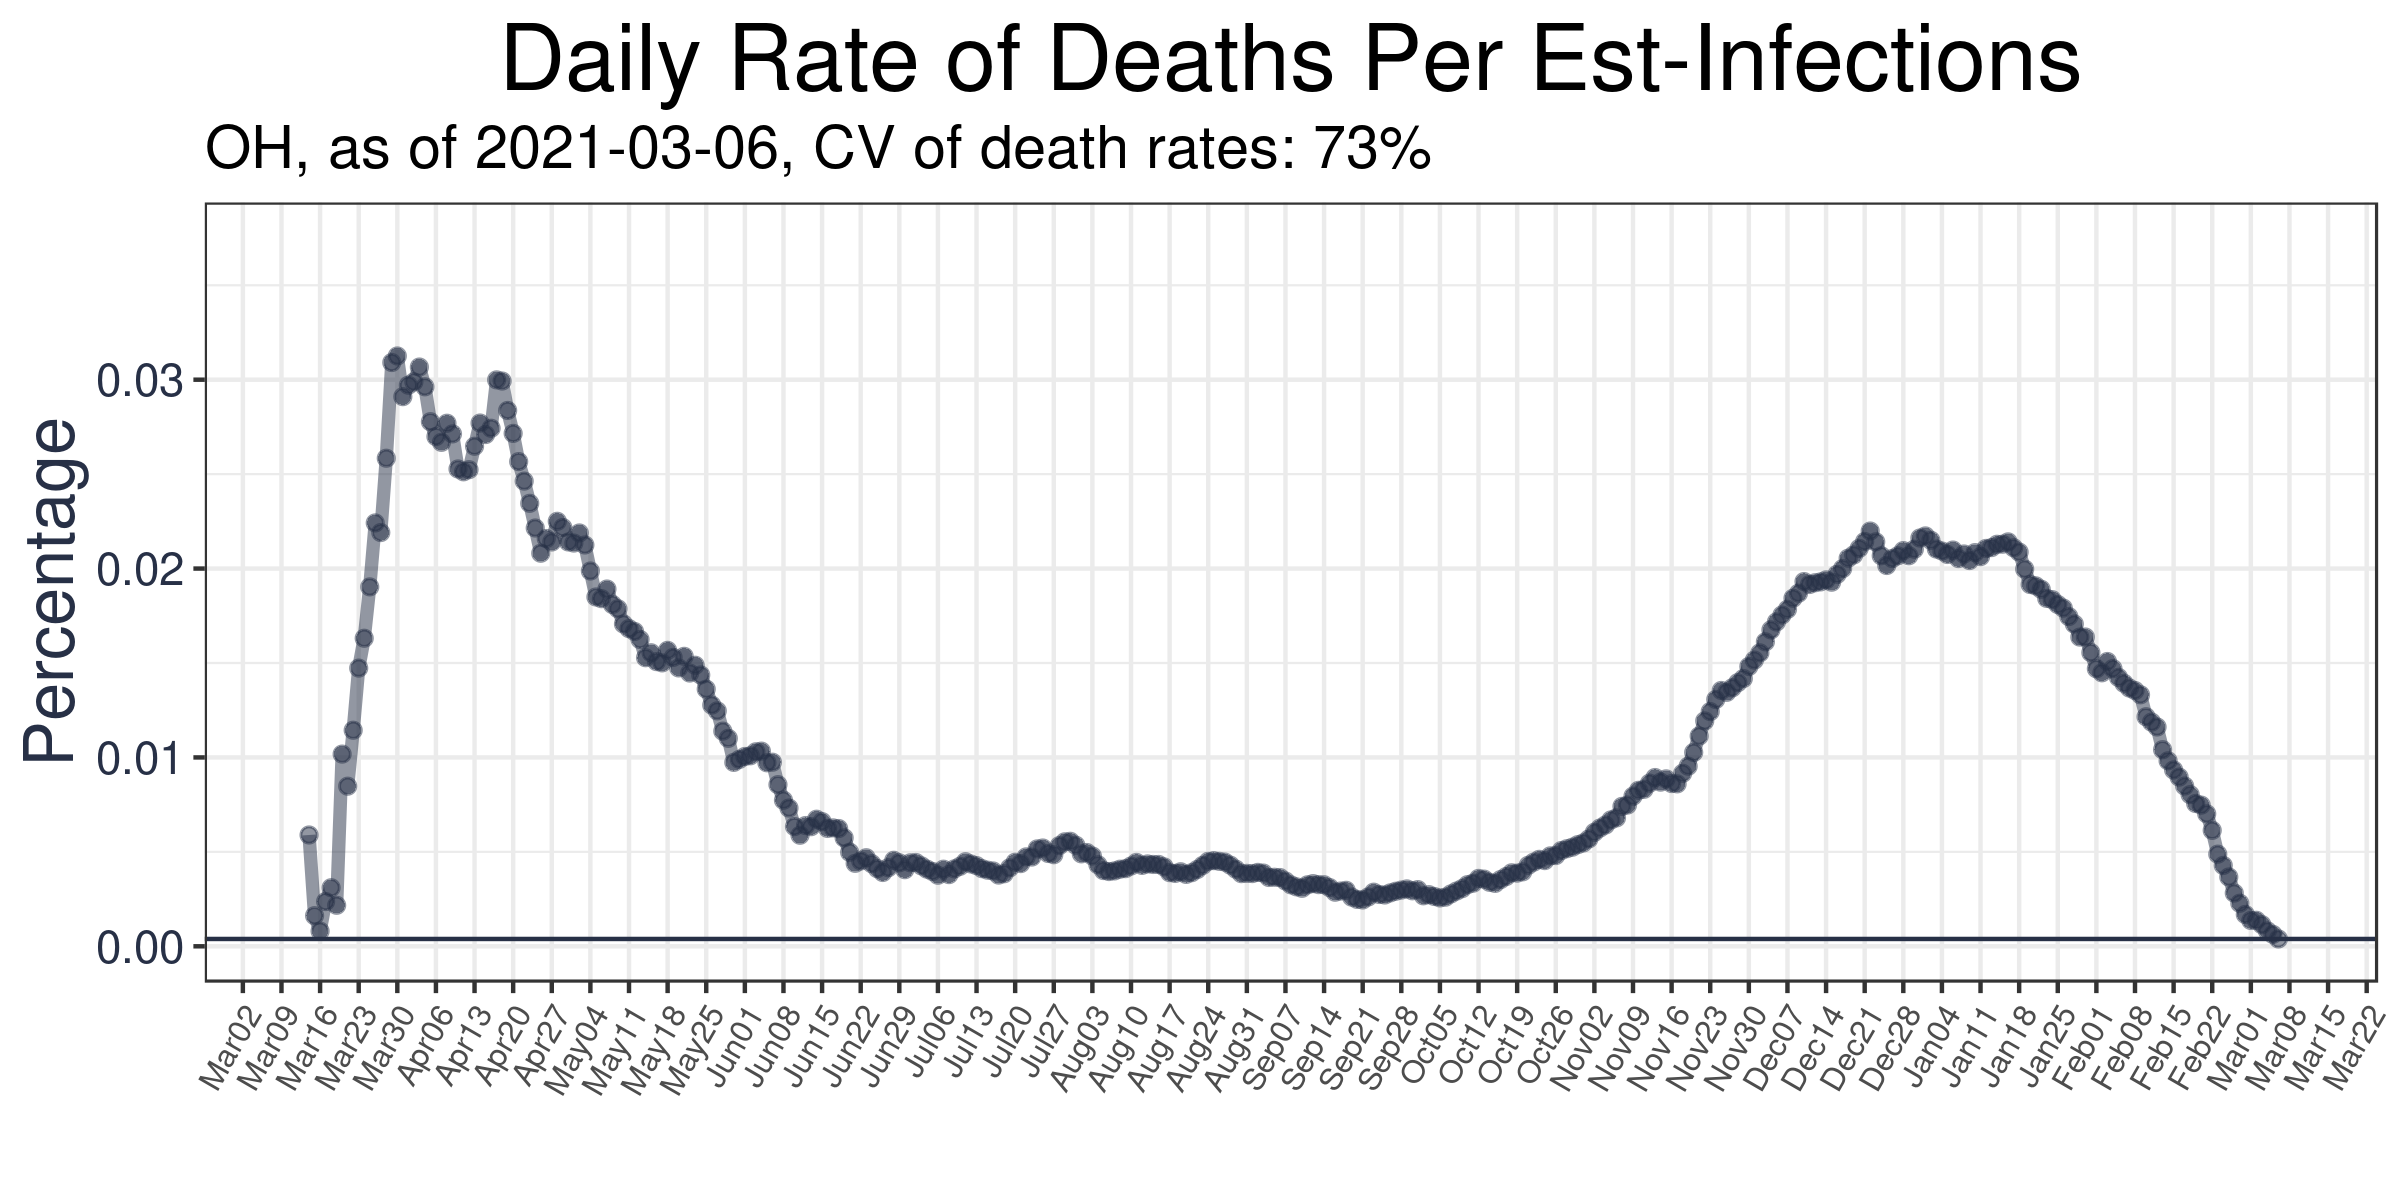 Daily Rate of Deaths Per Est-Infections
OH, as of 2021-03-06, CV of death rates: 73%
Percentage
0.03
0.02
0.01
0.00
Mar02 Mar09 Mar16 Mar23 Mar30 Apr06 Apr13 Apr20 Apr27 May04 May11 May18 May25 Jun01 Jun08 Jun15 Jun22 Jun29 Jul06 Jul13 Jul20 Jul27 Aug03 Aug10 Aug17 Aug24 Aug31 Sep07 Sep14 Sep21 Sep28 Oct05 Oct12 Oct19 Oct26 Nov02 Nov09 Nov16 Nov23 Nov30 Dec07 Dec14 Dec21 Dec28 Jan04 Jan11 Jan18 Jan25 Feb01 Feb08 Feb15 Feb22 Mar01 Mar08 Mar15 Mar22